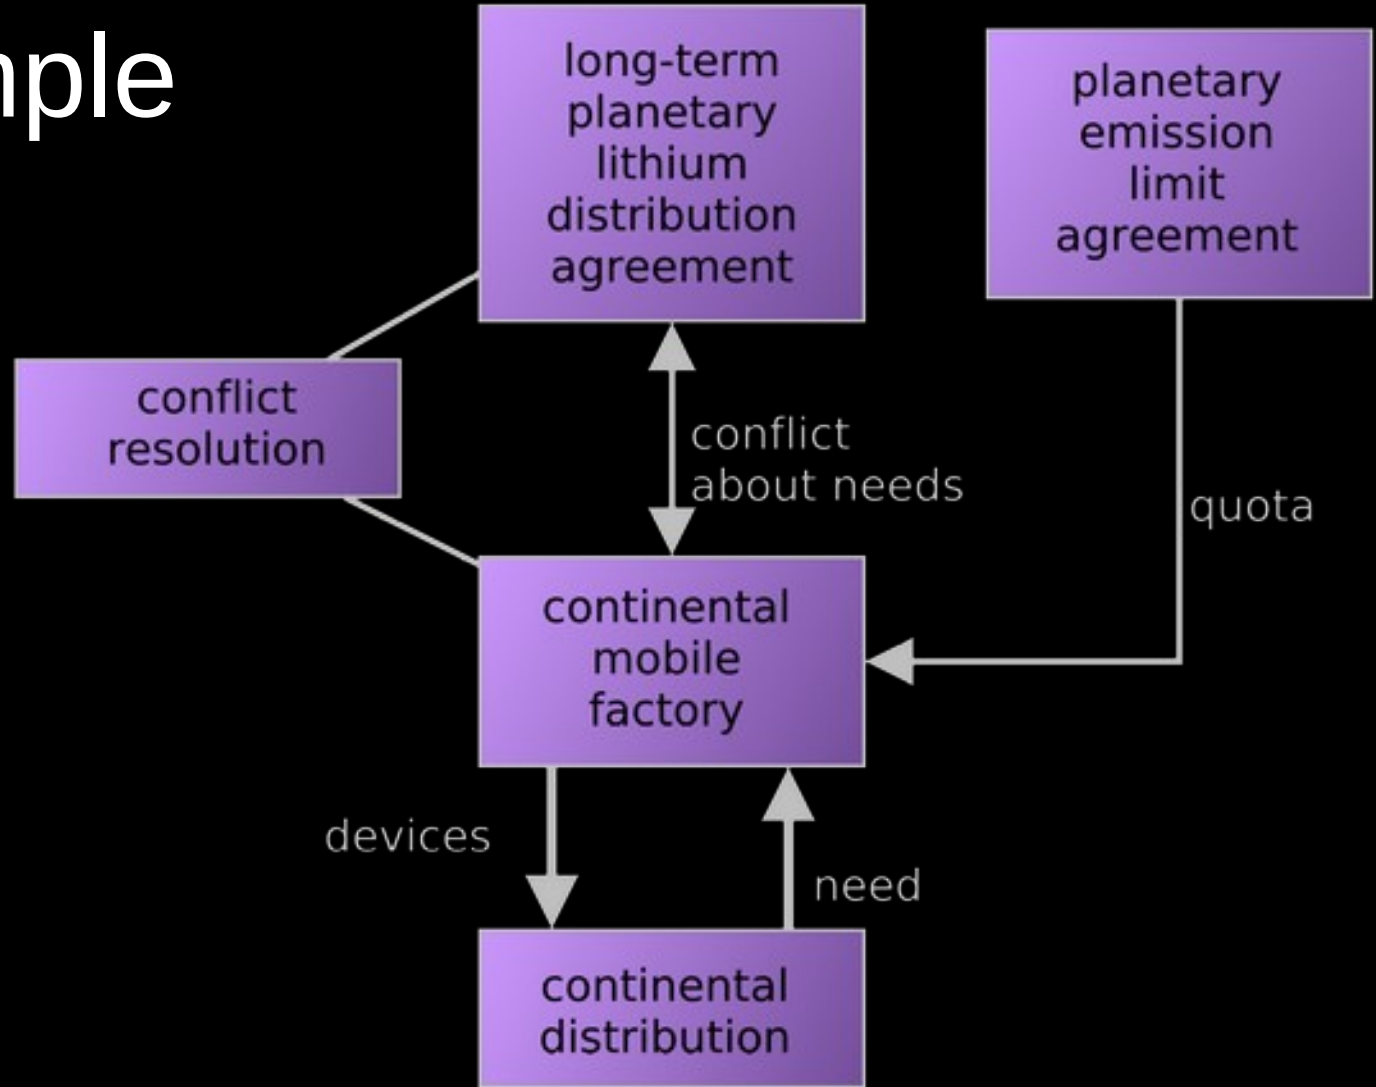 mple
long-term
planetary
lithium
distribution
agreement
planetary
emission
limit
agreement
conflict
resolution
conflict
about needs
quota
continental
mobile
factory
devices
need
continental
distribution